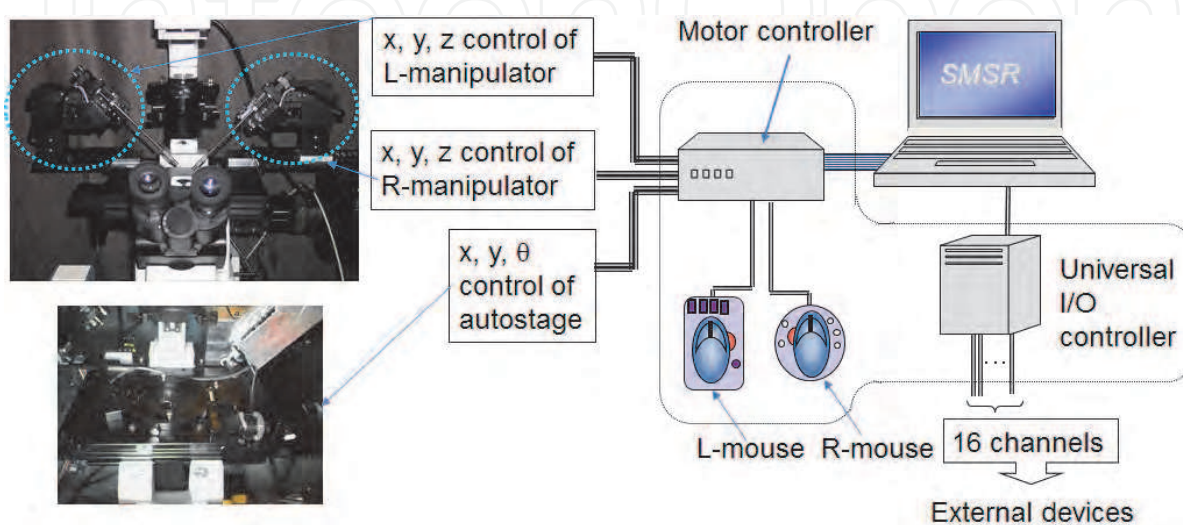 x, y, z control of
L-manipulator
x, y, z control of
R-manipulator
x, y, θ
control of
autostage
Motor controller
SMSR
Universal
I/O
controller
L-mouse
R-mouse
16 channels
External devices